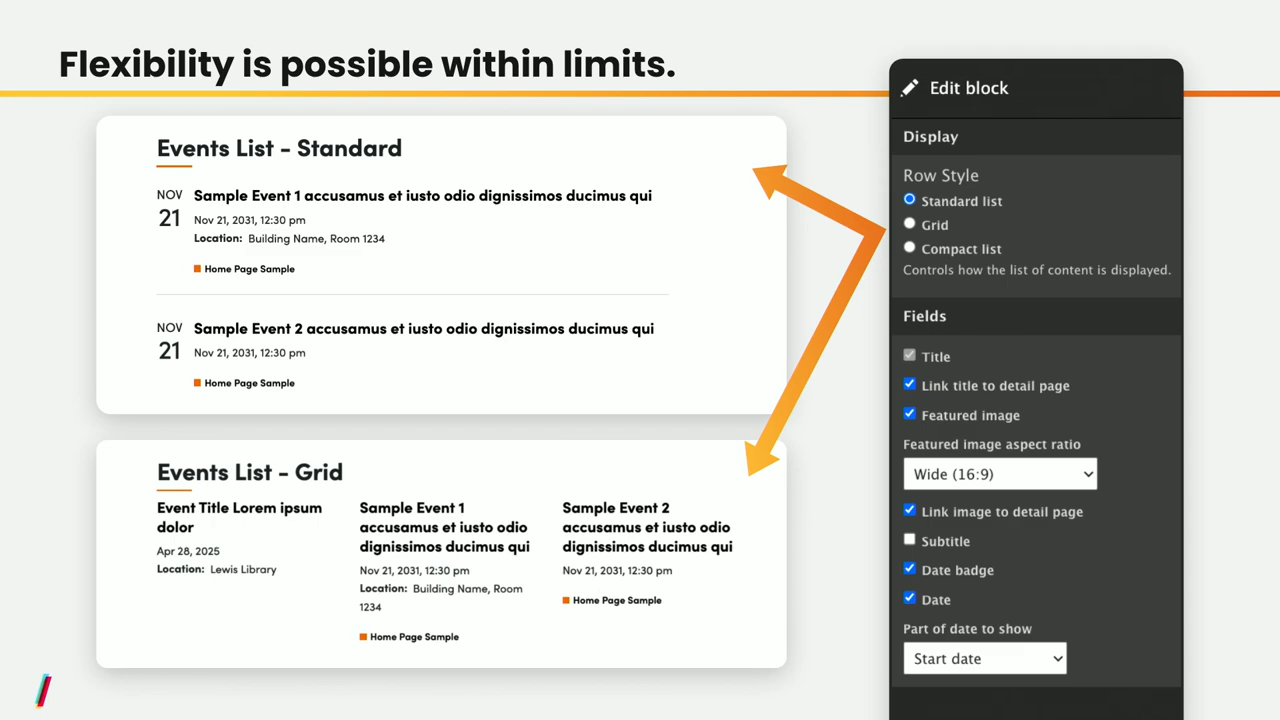 Flexibility is possible within limits.
Events List - Standard
NOV
21
Sample Event 1 accusamus et iusto odio dignissimos ducimus qui
Nov 21, 2031, 12:30 pm
Location: Building Name, Room 1234
Home Page Sample
NOV
21
Sample Event 2 accusamus et iusto odio dignissimos ducimus qui
Nov 21, 2031, 12:30 pm
Home Page Sample
Events List - Grid
Event Title Lorem ipsum
dolor
Apr 28, 2025
Location: Lewis Library
Sample Event 1
accusamus et iusto odio
dignissimos ducimus qui
Nov 21, 2031, 12:30 pm
Location: Building Name, Room
1234
Home Page Sample
Sample Event 2
accusamus et iusto odio
dignissimos ducimus qui
Nov 21, 2031, 12:30 pm
Home Page Sample
Edit block
Display
Row Style
Standard list
Grid
Compact list
Controls how the list of content is displayed.
Fields
Title
Link title to detail page
Featured image
Featured image aspect ratio
Wide (16:9)
Link image to detail page
Subtitle
Date badge
Date
Part of date to show
Start date